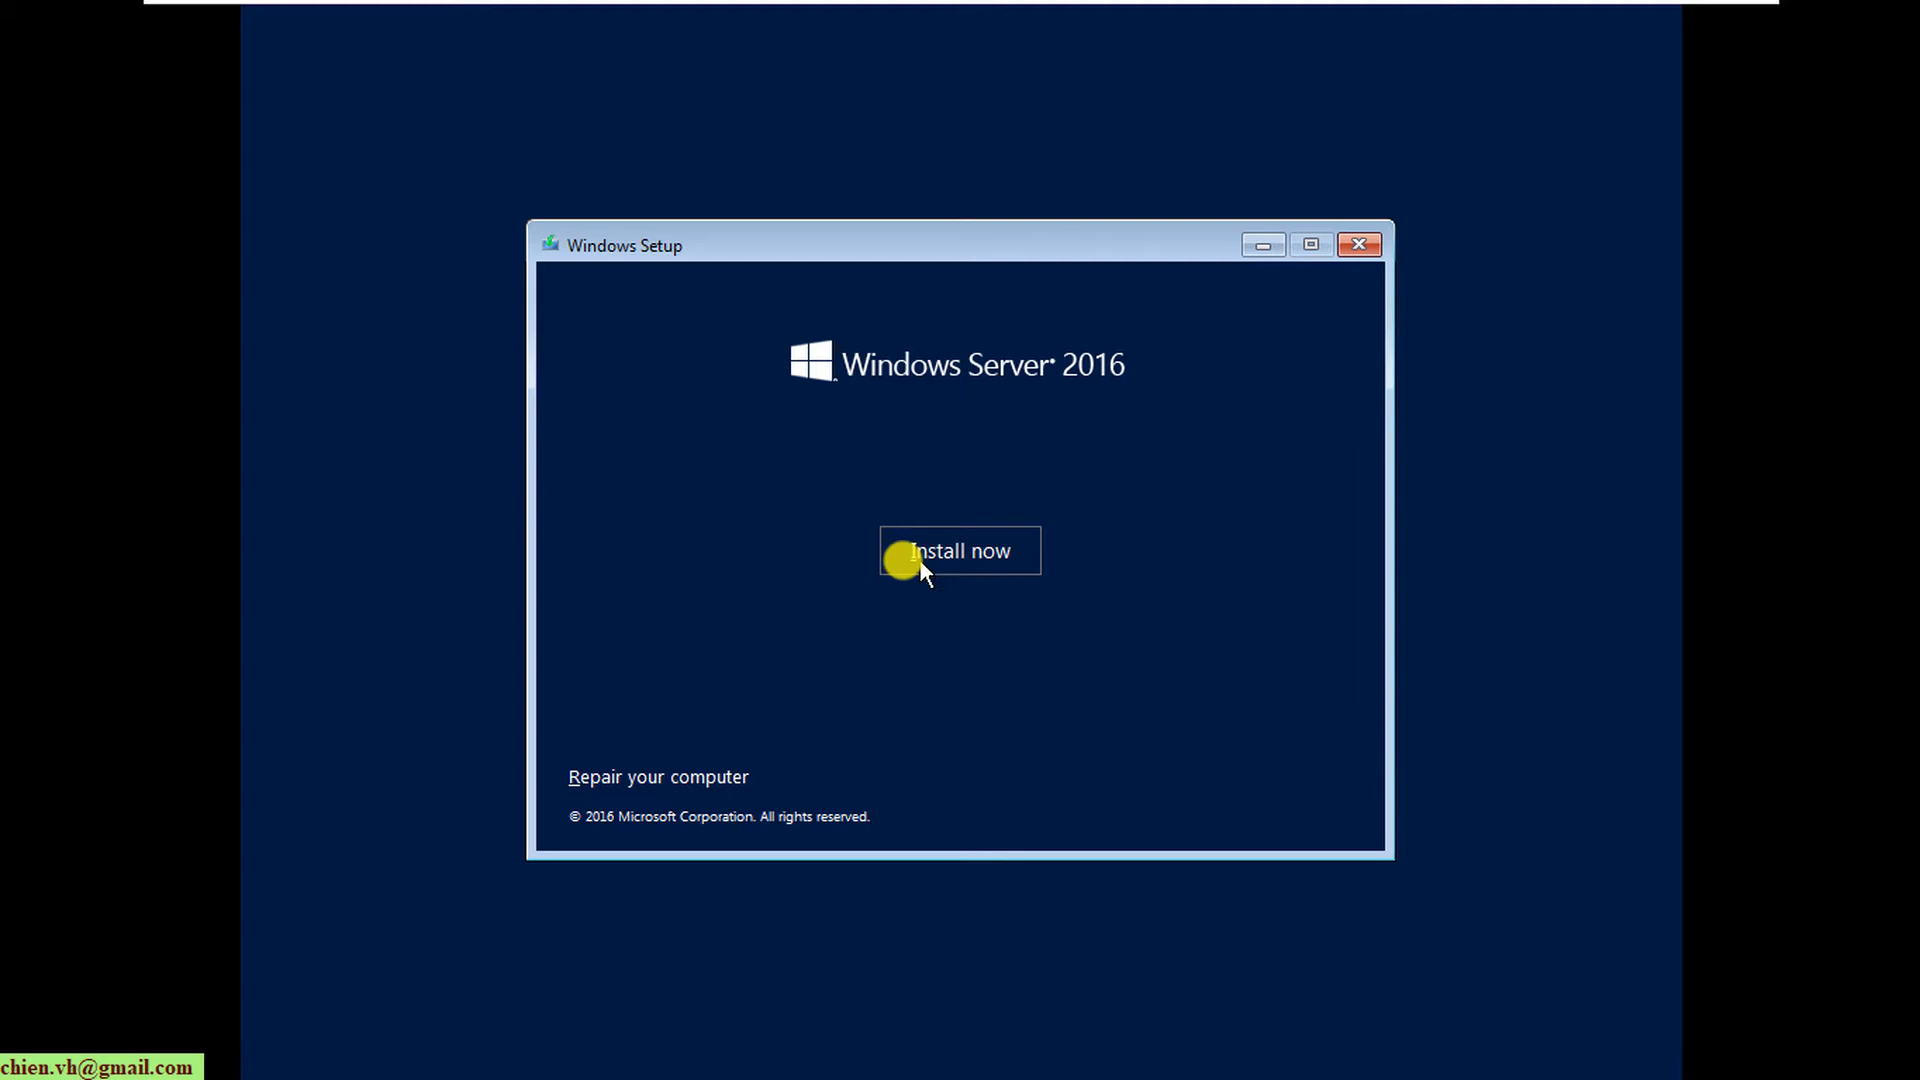 Windows Setup
Windows Server 2016
Install now
Repair your computer
© 2016 Microsoft Corporation. All rights reserved.
chien.vh@gmail.com